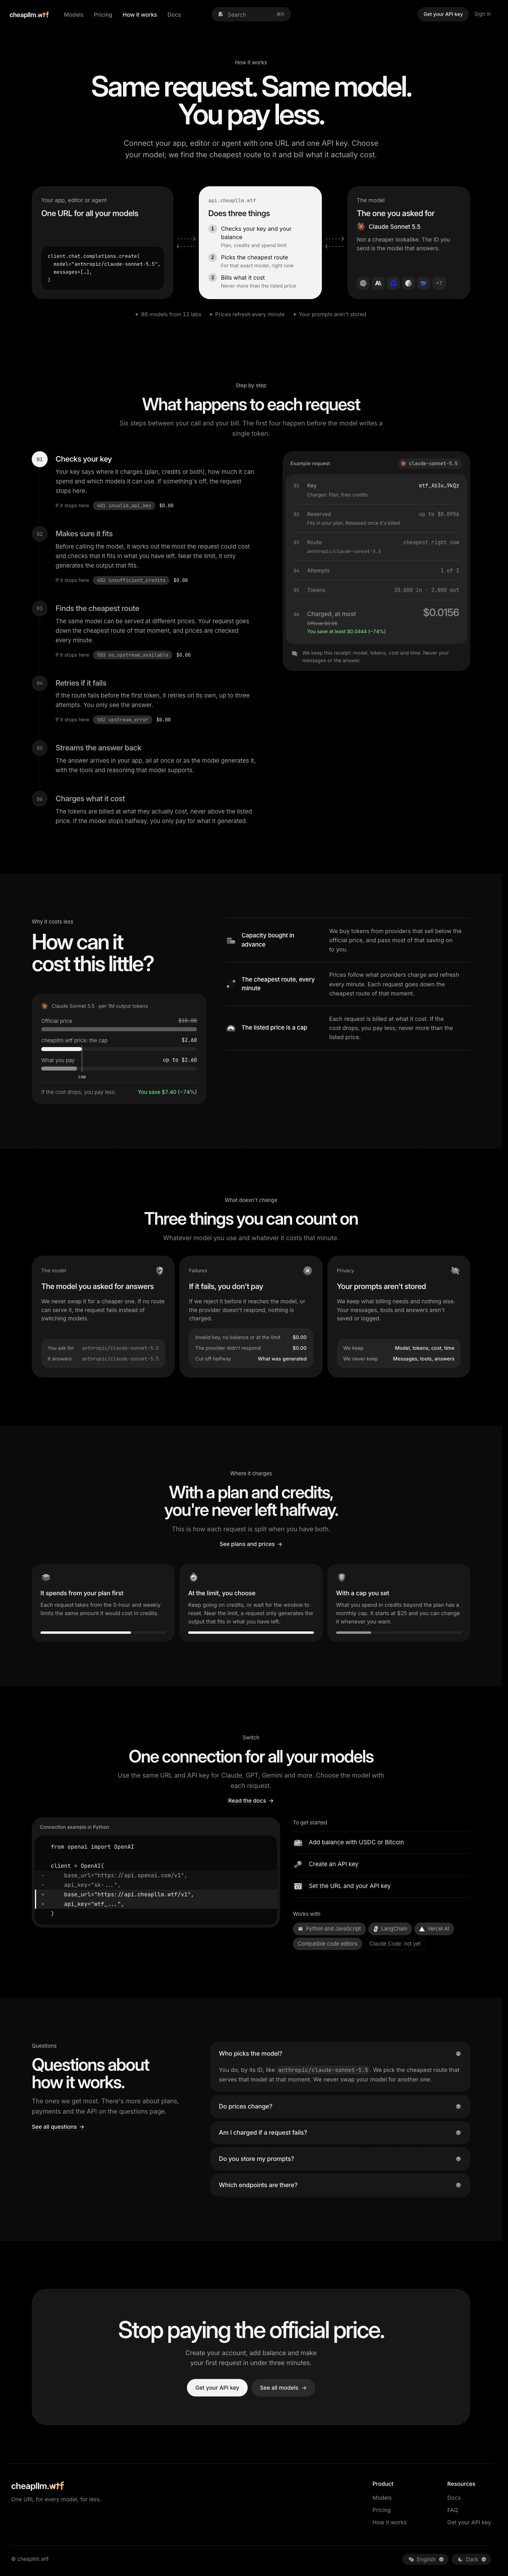 cheapllm.wtf
Models
Pricing
How it works
Docs
Search
⌘K
Get your API key
Sign in
How it works
Same request. Same model.
You pay less.
Connect your app, editor or agent with one URL and one API key. Choose
your model; we find the cheapest route to it and bill what it actually cost.
Your app, editor or agent
One URL for all your models
client.chat.completions.create(
model="anthropic/claude-sonnet-5.5",
messages=[…],
)
api.cheapllm.wtf
Does three things
1 Checks your key and your
balance
Plan, credits and spend limit
2 Picks the cheapest route
For that exact model, right now
3 Bills what it cost
Never more than the listed price
The model
The one you asked for
Claude Sonnet 5.5
Not a cheaper lookalike. The ID you
send is the model that answers.
+7
96 models from 12 labs
Prices refresh every minute
Your prompts aren't stored
Step by step
What happens to each request
Six steps between your call and your bill. The first four happen before the model writes a
single token.
01 Checks your key
Your key says where it charges (plan, credits or both), how much it can
spend and which models it can use. If something's off, the request
stops here.
If it stops here 401 invalid_api_key $0.00
02 Makes sure it fits
Before calling the model, it works out the most the request could cost
and checks that it fits in what you have left. Near the limit, it only
generates the output that fits.
If it stops here 402 insufficient_credits $0.00
03 Finds the cheapest route
The same model can be served at different prices. Your request goes
down the cheapest route of that moment, and prices are checked
every minute.
If it stops here 503 no_upstream_available $0.00
04 Retries if it fails
If the route fails before the first token, it retries on its own, up to three
attempts. You only see the answer.
If it stops here 502 upstream_error $0.00
05 Streams the answer back
The answer arrives in your app, all at once or as the model generates it,
with the tools and reasoning that model supports.
06 Charges what it cost
The tokens are billed at what they actually cost, never above the listed
price. If the model stops halfway, you only pay for what it generated.
Example request
claude-sonnet-5.5
01 Key wtf_Ab3x…9kQz
Charges: Plan, then credits
02 Reserved up to $0.0956
Fits in your plan. Released once it's billed.
03 Route cheapest right now
anthropic/claude-sonnet-5.5
04 Attempts 1 of 3
05 Tokens 20,000 in · 2,000 out
06 Charged, at most $0.0156
Official $0.06
You save at least $0.0444 (−74%)
We keep this receipt: model, tokens, cost and time. Never your
messages or the answer.
Why it costs less
How can it
cost this little?
Claude Sonnet 5.5 · per 1M output tokens
Official price $10.00
cheapllm.wtf price: the cap $2.60
What you pay up to $2.60
cap
If the cost drops, you pay less. You save $7.40 (−74%)
Capacity bought in
advance
We buy tokens from providers that sell below the
official price, and pass most of that saving on
to you.
The cheapest route, every
minute
Prices follow what providers charge and refresh
every minute. Each request goes down the
cheapest route of that moment.
The listed price is a cap
Each request is billed at what it cost. If the
cost drops, you pay less; never more than the
listed price.
What doesn't change
Three things you can count on
Whatever model you use and whatever it costs that minute.
The model
The model you asked for answers
We never swap it for a cheaper one. If no route
can serve it, the request fails instead of
switching models.
You ask for anthropic/claude-sonnet-5.5
It answers anthropic/claude-sonnet-5.5
Failures
If it fails, you don't pay
If we reject it before it reaches the model, or
the provider doesn't respond, nothing is
charged.
Invalid key, no balance or at the limit $0.00
The provider didn't respond $0.00
Cut off halfway What was generated
Privacy
Your prompts aren't stored
We keep what billing needs and nothing else.
Your messages, tools and answers aren't
saved or logged.
We keep Model, tokens, cost, time
We never keep Messages, tools, answers
Where it charges
With a plan and credits,
you're never left halfway.
This is how each request is split when you have both.
See plans and prices →
It spends from your plan first
Each request takes from the 5-hour and weekly
limits the same amount it would cost in credits.
At the limit, you choose
Keep going on credits, or wait for the window to
reset. Near the limit, a request only generates the
output that fits in what you have left.
With a cap you set
What you spend in credits beyond the plan has a
monthly cap. It starts at $25 and you can change
it whenever you want.
Switch
One connection for all your models
Use the same URL and API key for Claude, GPT, Gemini and more. Choose the model with
each request.
Read the docs →
Connection example in Python
from openai import OpenAI
client = OpenAI(
- base_url="https://api.openai.com/v1",
- api_key="sk-...",
+ base_url="https://api.cheapllm.wtf/v1",
+ api_key="wtf_...",
)
To get started
Add balance with USDC or Bitcoin
Create an API key
Set the URL and your API key
Works with
Python and JavaScript
LangChain
Vercel AI
Compatible code editors
Claude Code: not yet
Questions
Questions about
how it works.
The ones we get most. There's more about plans,
payments and the API on the questions page.
See all questions →
Who picks the model?
You do, by its ID, like anthropic/claude-sonnet-5.5. We pick the cheapest route that
serves that model at that moment. We never swap your model for another one.
Do prices change?
Am I charged if a request fails?
Do you store my prompts?
Which endpoints are there?
Stop paying the official price.
Create your account, add balance and make
your first request in under three minutes.
Get your API key
See all models →
cheapllm.wtf
One URL for every model, for less.
Product
Models
Pricing
How it works
Resources
Docs
FAQ
Get your API key
© cheapllm.wtf
English
Dark